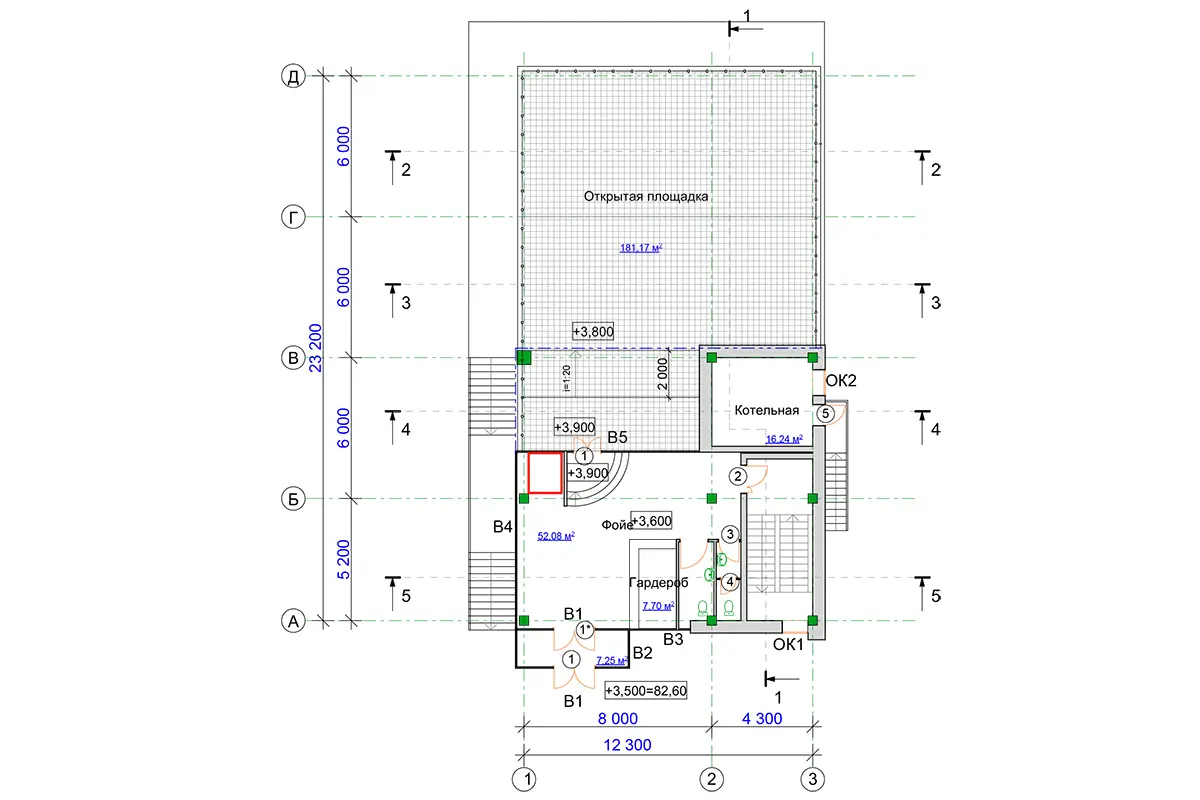 1
Д
6 000
2
2
Открытая площадка
Г
181,17 м²
6 000
3
3
23 200
+3,800
В
i=1:20
2 000
ОК2
Котельная
5
6 000
4
+3,900
В5
16.24 м²
4
1
+3,900
2
Б
В4
Фойе
+3,600
52.08 м²
3
5 200
Гардероб
4
5
5
7.70 м²
А
В1
1*
В3
ОК1
В2
1
7,25 м²
+3,500=82,60
В1
1
8 000
4 300
12 300
1
2
3